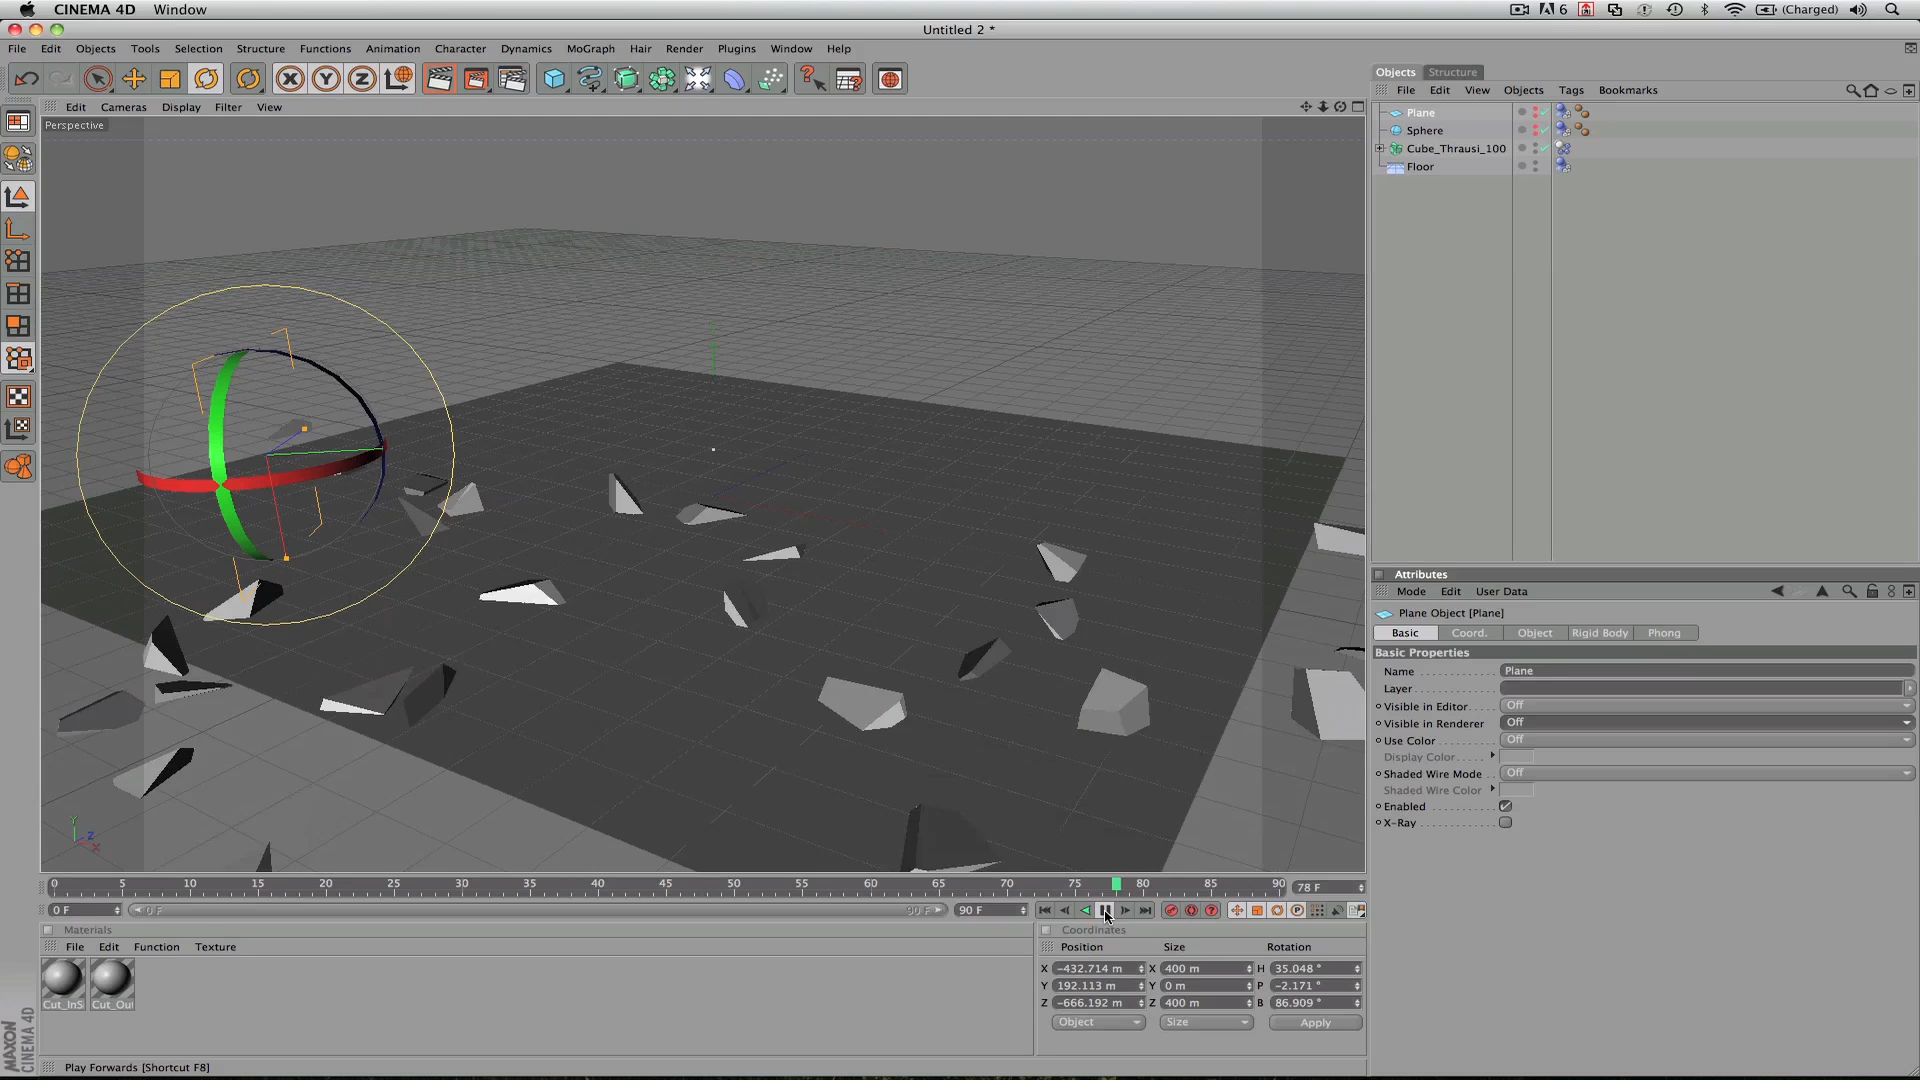 CINEMA 4D Window
6 (Charged)
Untitled 2 *
File Edit Objects Tools Selection Structure Functions Animation Character Dynamics MoGraph Hair Render Plugins Window Help
X Y Z
Edit Cameras Display Filter View
Perspective
Y
Z
X
0 5 10 15 20 25 30 35 40 45 50 55 60 65 70 75 80 85 90
78 F
0 F 0 F 90 F 90 F
P
Materials
File Edit Function Texture
Cut_InS Cut_Ou
Coordinates
Position Size Rotation
X -432.714 m X 400 m H 35.048 °
Y 192.113 m Y 0 m P -2.171 °
Z -666.192 m Z 400 m B 86.909 °
Object Size Apply
MAXON
CINEMA 4D
Play Forwards [Shortcut F8]
Objects Structure
File Edit View Objects Tags Bookmarks
Plane
Sphere
Cube_Thrausi_100
Floor
Attributes
Mode Edit User Data
Plane Object [Plane]
Basic Coord. Object Rigid Body Phong
Basic Properties
Name Plane
Layer
Visible in Editor Off
Visible in Renderer Off
Use Color Off
Display Color
Shaded Wire Mode Off
Shaded Wire Color
Enabled
X-Ray